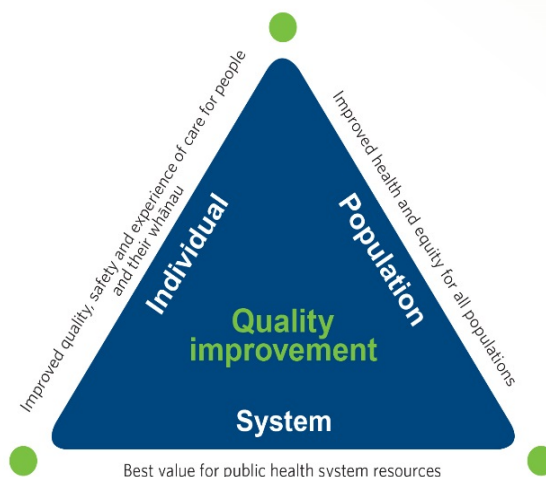 Improved quality, safety and experience of care for people
and their whānau
Individual
Population
Improved health and equity for all populations
Quality
improvement
System
Best value for public health system resources